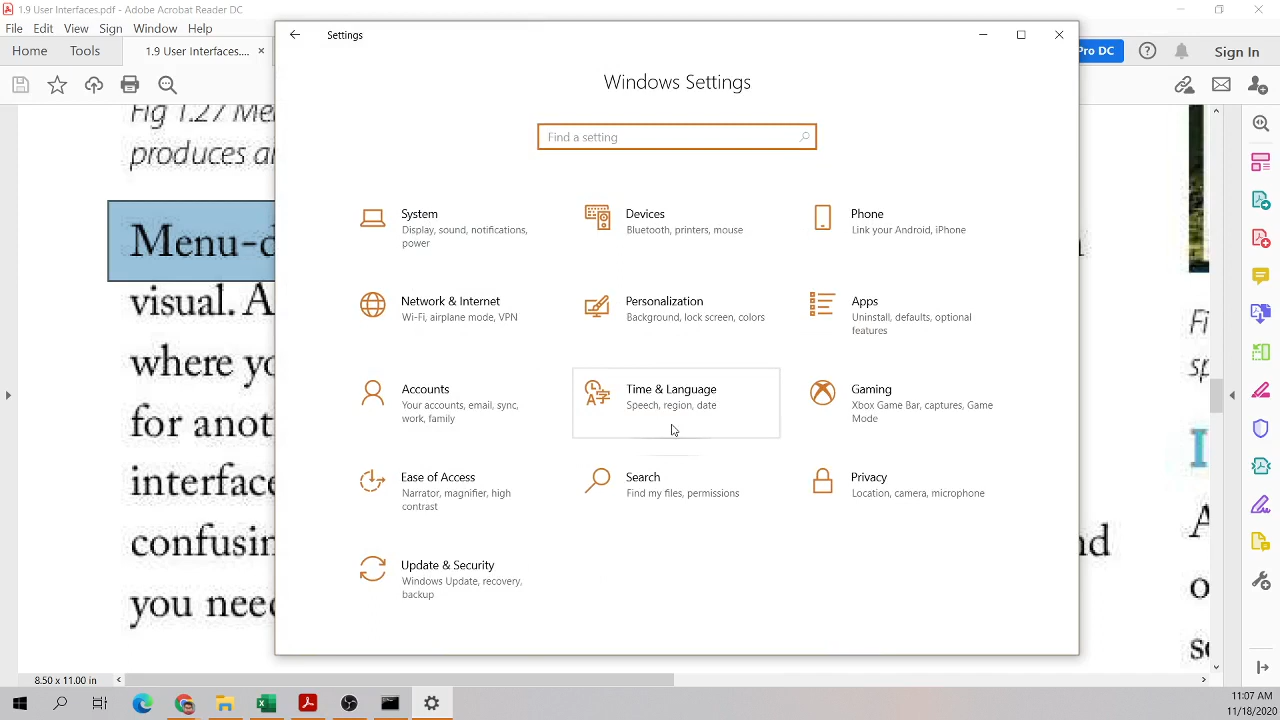 1.9 User Interfaces.pdf - Adobe Acrobat Reader DC
File Edit View Sign Window Help
Home Tools 1.9 User Interfaces.... × Pro DC Sign In
Settings
Windows Settings
Find a setting
System
Display, sound, notifications,
power
Devices
Bluetooth, printers, mouse
Phone
Link your Android, iPhone
Network & Internet
Wi-Fi, airplane mode, VPN
Personalization
Background, lock screen, colors
Apps
Uninstall, defaults, optional
features
Accounts
Your accounts, email, sync,
work, family
Time & Language
Speech, region, date
Gaming
Xbox Game Bar, captures, Game
Mode
Ease of Access
Narrator, magnifier, high
contrast
Search
Find my files, permissions
Privacy
Location, camera, microphone
Update & Security
Windows Update, recovery,
backup
Fig 1.27 Me
produces a
Menu-d
visual. A
where yo
for anot
interface
confusin
you need
nd
8.50 x 11.00 in
11:07 AM
11/18/2020